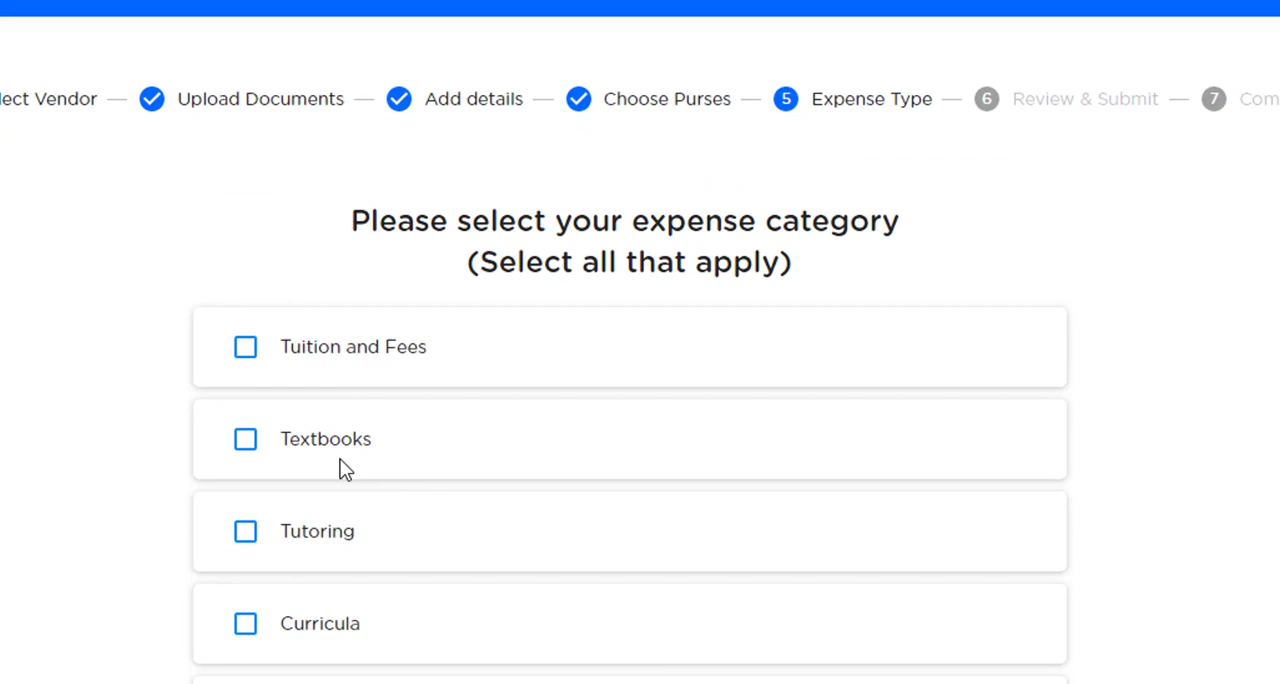 lect Vendor — Upload Documents — Add details — Choose Purses — 5 Expense Type — 6 Review & Submit — 7 Com
Please select your expense category
(Select all that apply)
Tuition and Fees
Textbooks
Tutoring
Curricula